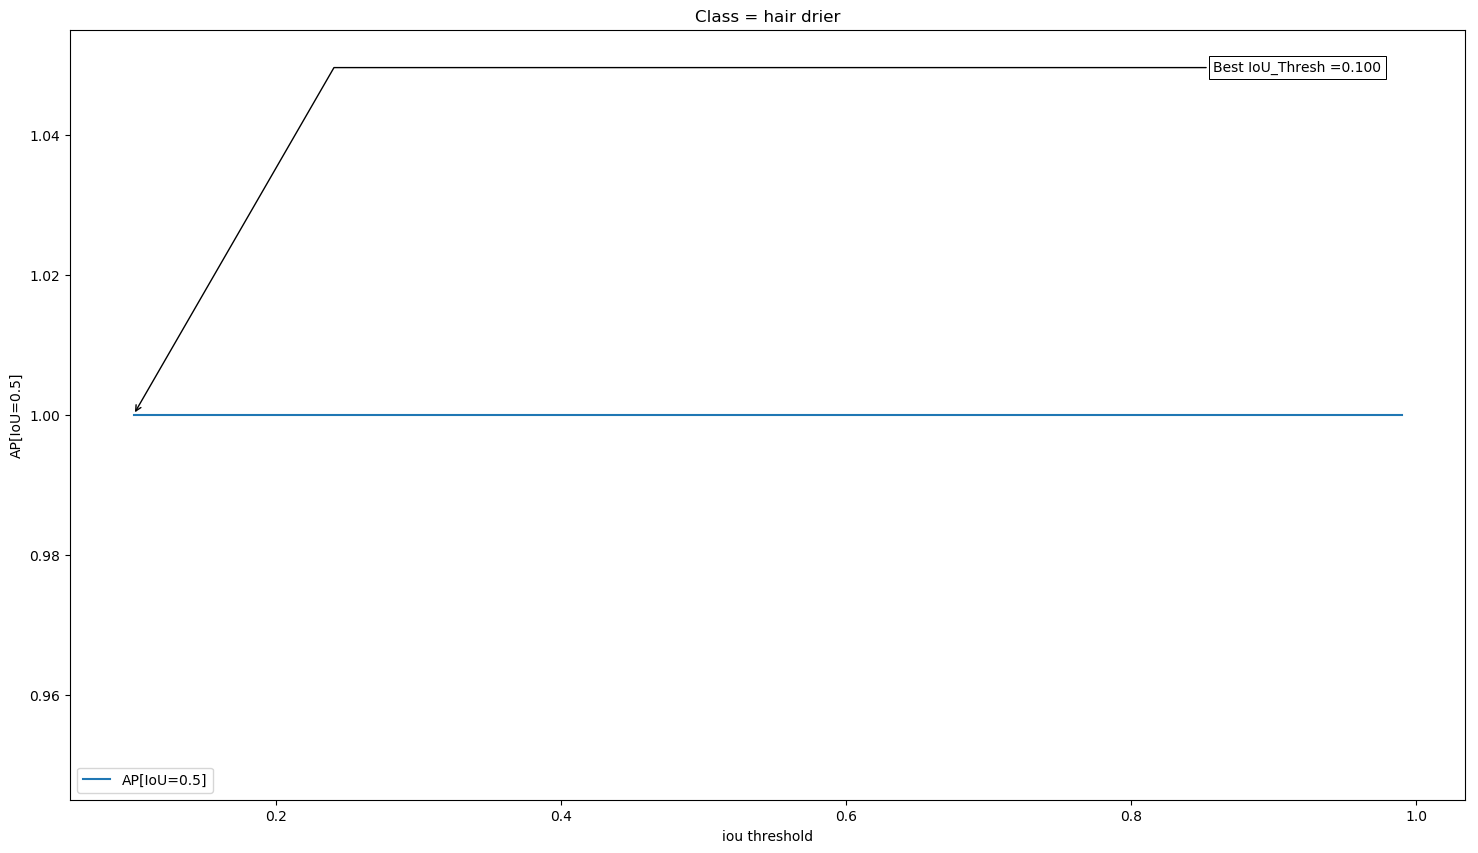 Class = hair drier
Best IoU_Thresh =0.100
1.04
1.02
1.00
0.98
0.96
AP[IoU=0.5]
AP[IoU=0.5]
0.2
0.4
0.6
0.8
1.0
iou threshold